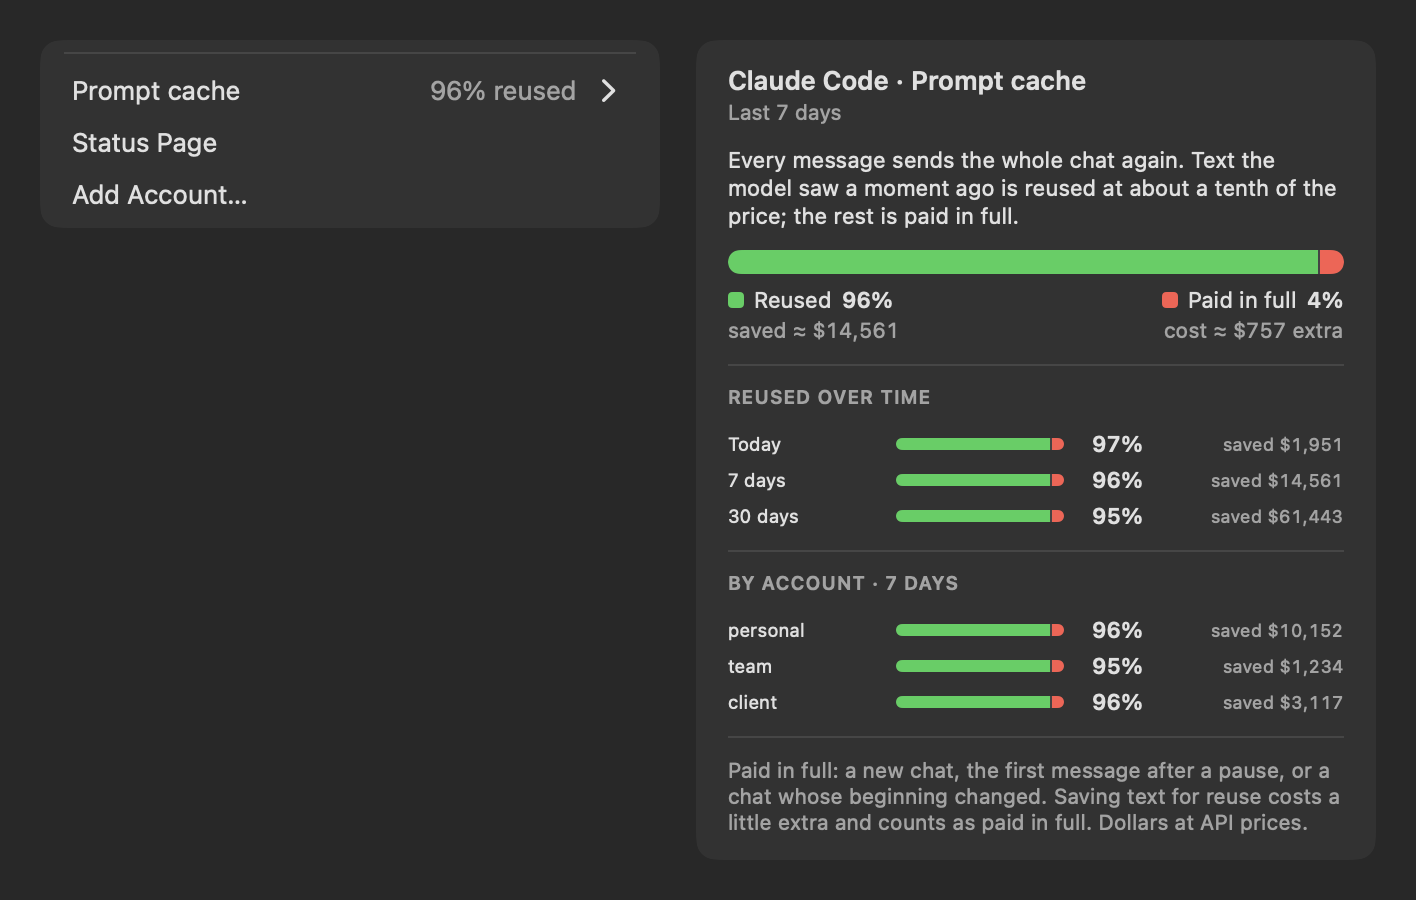 Prompt cache 96% reused
Status Page
Add Account...
Claude Code · Prompt cache
Last 7 days
Every message sends the whole chat again. Text the
model saw a moment ago is reused at about a tenth of the
price; the rest is paid in full.
Reused 96% Paid in full 4%
saved ≈ $14,561 cost ≈ $757 extra
REUSED OVER TIME
Today 97% saved $1,951
7 days 96% saved $14,561
30 days 95% saved $61,443
BY ACCOUNT · 7 DAYS
personal 96% saved $10,152
team 95% saved $1,234
client 96% saved $3,117
Paid in full: a new chat, the first message after a pause, or a
chat whose beginning changed. Saving text for reuse costs a
little extra and counts as paid in full. Dollars at API prices.